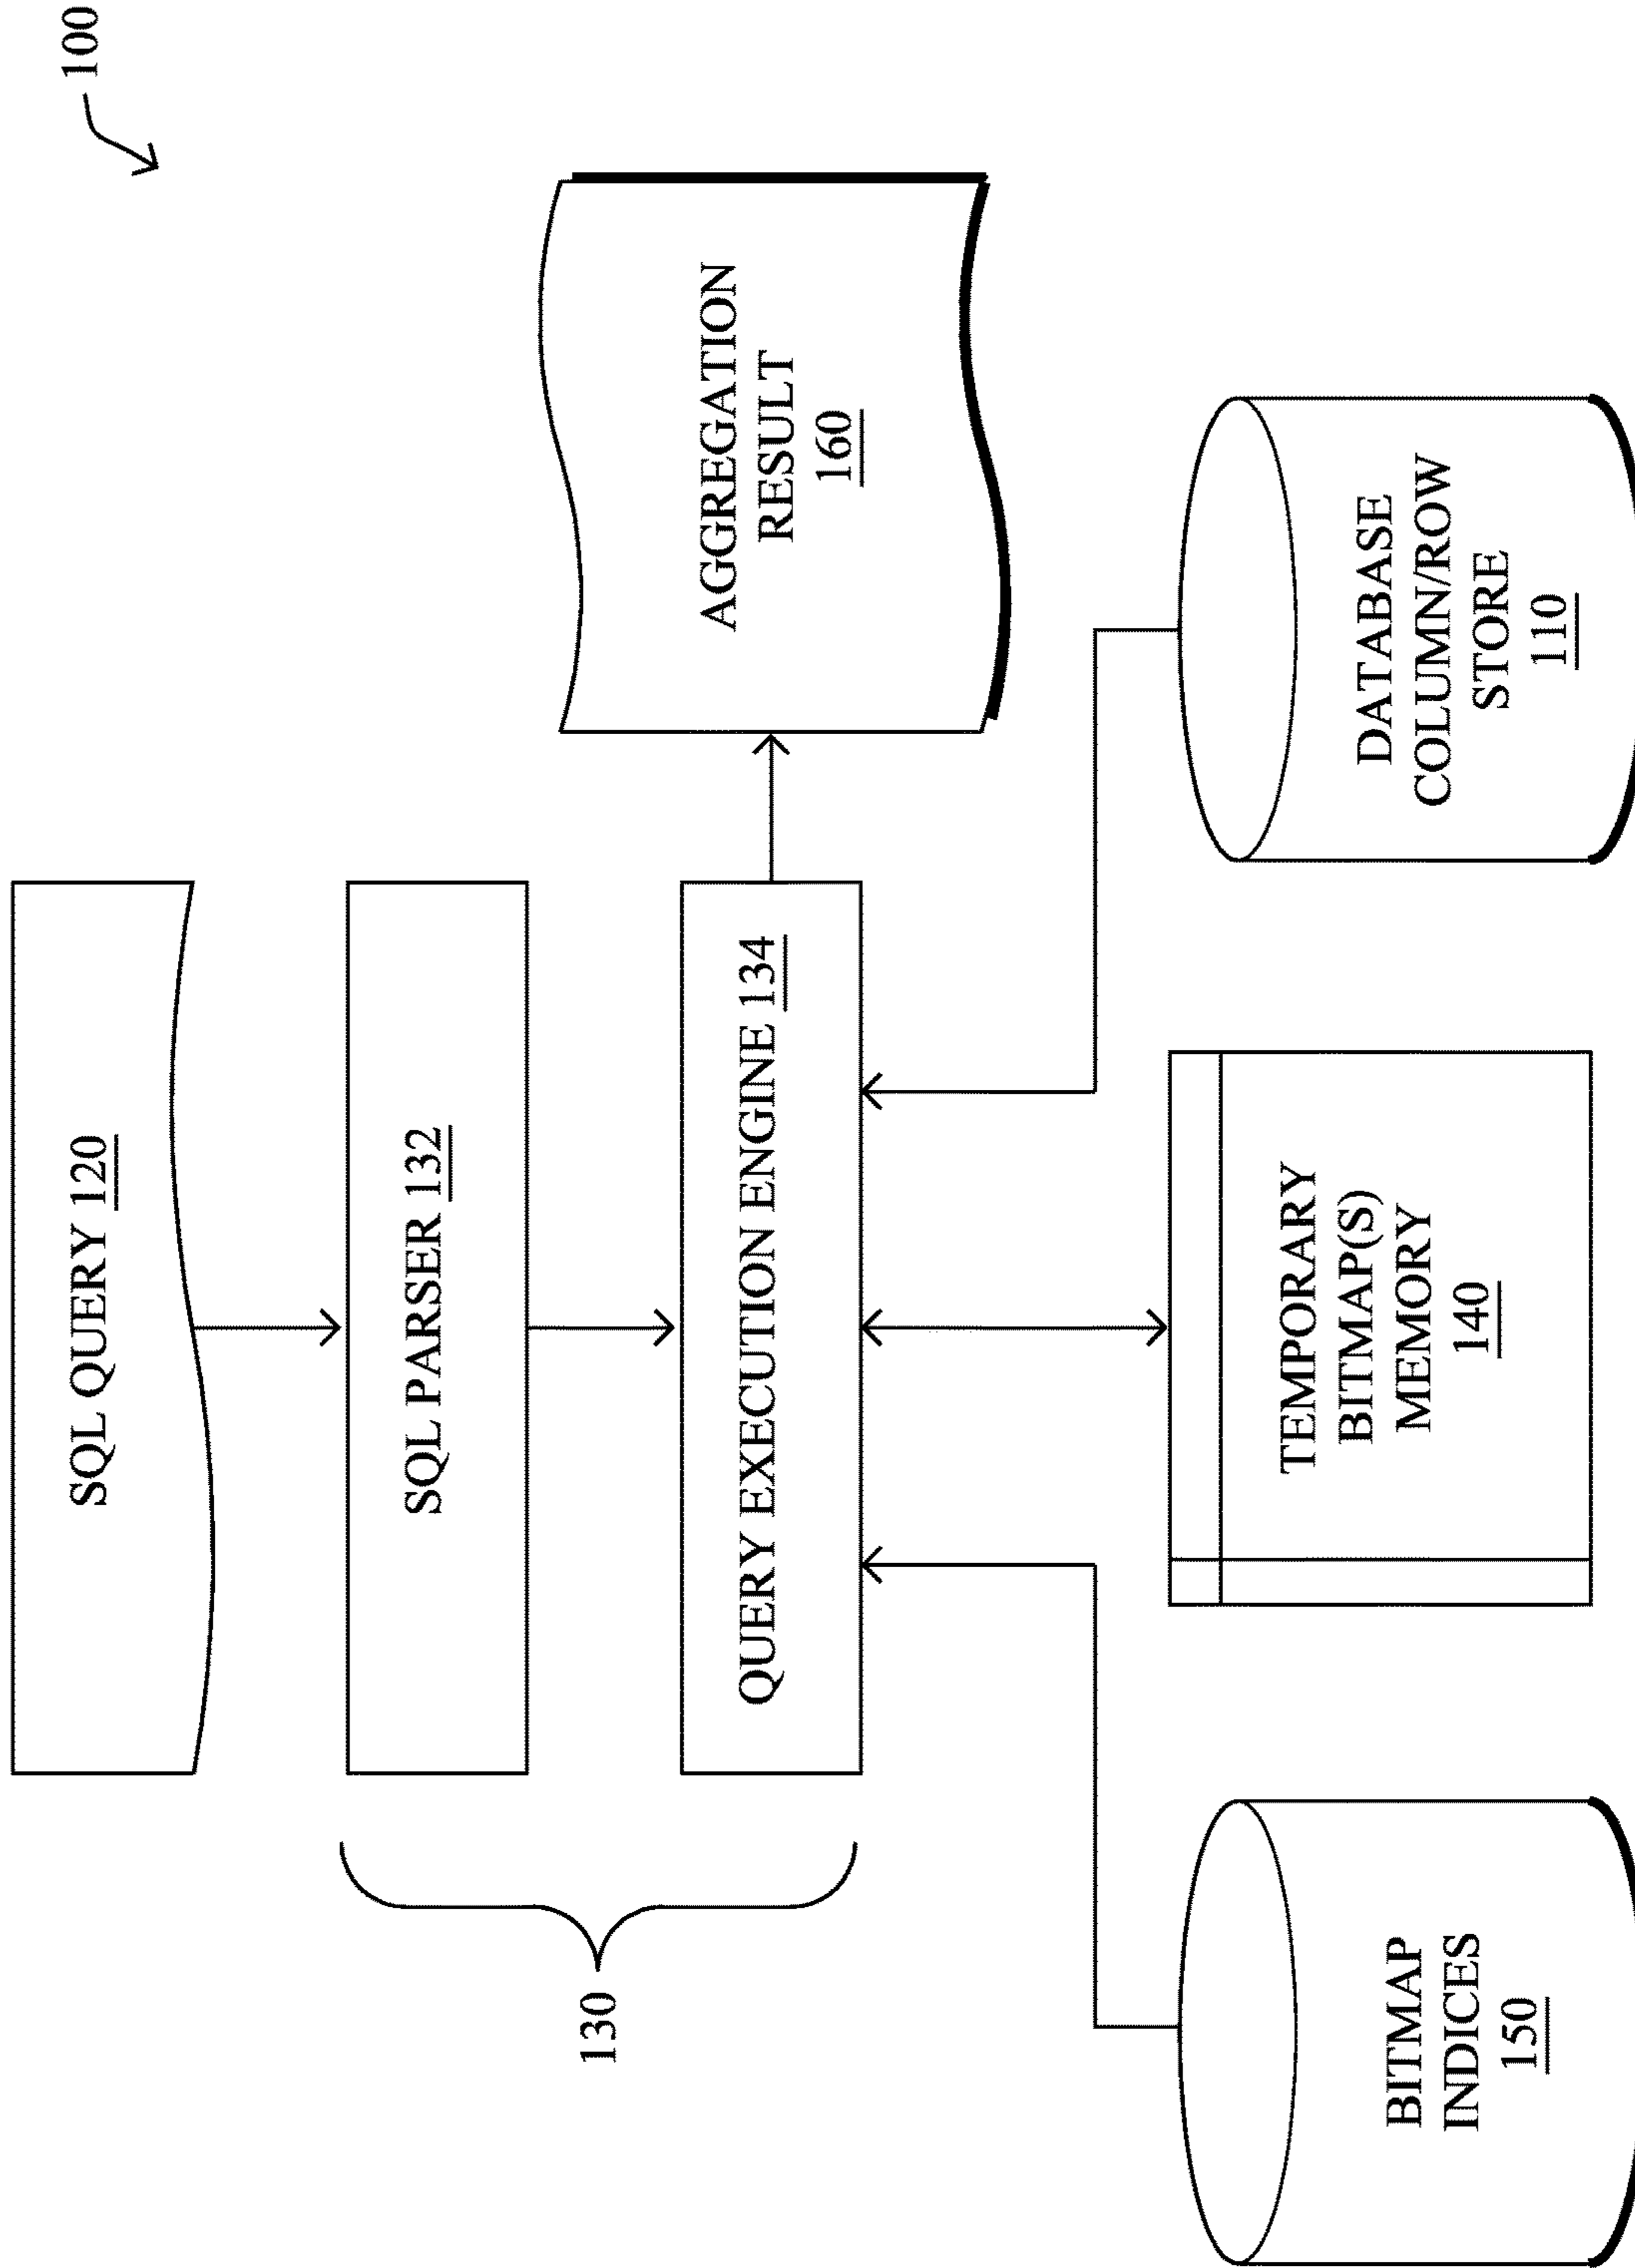 100
SQL QUERY 120
SQL PARSER 132
130
QUERY EXECUTION ENGINE 134
AGGREGATION
RESULT
160
BITMAP
INDICES
150
TEMPORARY
BITMAP(S)
MEMORY
140
DATABASE
COLUMN/ROW
STORE
110